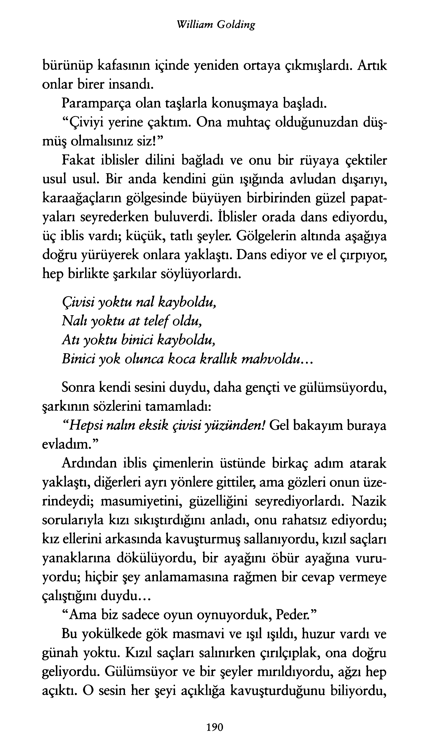 William Golding
bürünüp kafasının içinde yeniden ortaya çıkmışlardı. Artık
onlar birer insandı.
Paramparça olan taşlarla konuşmaya başladı.
“Çiviyi yerine çaktım. Ona muhtaç olduğunuzdan düş-
müş olmalısınız siz!”
Fakat iblisler dilini bağladı ve onu bir rüyaya çektiler
usul usul. Bir anda kendini gün ışığında avludan dışarıyı,
karaağaçların gölgesinde büyüyen birbirinden güzel papat-
yaları seyrederken buluverdi. İblisler orada dans ediyordu,
üç iblis vardı; küçük, tatlı şeyler. Gölgelerin altında aşağıya
doğru yürüyerek onlara yaklaştı. Dans ediyor ve el çırpıyor,
hep birlikte şarkılar söylüyorlardı.
Çivisi yoktu nal kayboldu,
Nalı yoktu at telef oldu,
Atı yoktu binici kayboldu,
Binici yok olunca koca krallık mahvoldu...
Sonra kendi sesini duydu, daha gençti ve gülümsüyordu,
şarkının sözlerini tamamladı:
“Hepsi nalın eksik çivisi yüzünden! Gel bakayım buraya
evladım.”
Ardından iblis çimenlerin üstünde birkaç adım atarak
yaklaştı, diğerleri ayrı yönlere gittiler, ama gözleri onun üze-
rindeydi; masumiyetini, güzelliğini seyrediyorlardı. Nazik
sorularıyla kızı sıkıştırdığını anladı, onu rahatsız ediyordu;
kız ellerini arkasında kavuşturmuş sallanıyordu, kızıl saçları
yanaklarına dökülüyordu, bir ayağını öbür ayağına vuru-
yordu; hiçbir şey anlamamasına rağmen bir cevap vermeye
çalıştığını duydu...
“Ama biz sadece oyun oynuyorduk, Peder.”
Bu yokülkede gök masmavi ve ışıl ışıldı, huzur vardı ve
günah yoktu. Kızıl saçları salınırken çırılçıplak, ona doğru
geliyordu. Gülümsüyor ve bir şeyler mırıldıyordu, ağzı hep
açıktı. O sesin her şeyi açıklığa kavuşturduğunu biliyordu,
190